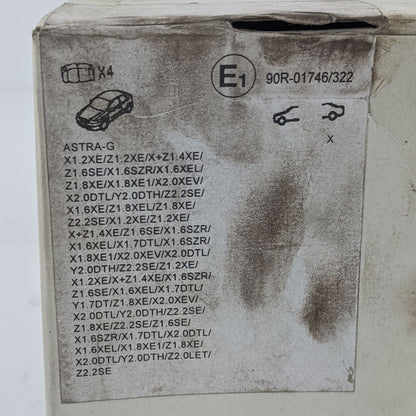 X4
E1 90R-01746/322
X
ASTRA-G
X1.2XE/Z1.2XE/X+Z1.4XE/
Z1.6SE/X1.6SZR/X1.6XEL/
Z1.8XE/X1.8XE1/X2.0XEV/
X2.0DTL/Y2.0DTH/Z2.2SE/
X1.6XE/Z1.8XEL/Z1.8XE/
Z2.2SE/X1.2XE/Z1.2XE/
X+Z1.4XE/Z1.6SE/X1.6SZR/
X1.6XEL/X1.7DTL/X1.6SZR/
X1.8XE1/X2.0XEV/X2.0DTL/
Y2.0DTH/Z2.2SE/Z1.2XE/
X1.2XE/X+Z1.4XE/X1.6SZR/
Z1.6SE/X1.6XEL/X1.7DTL/
Y1.7DT/Z1.8XE/X2.0XEV/
X2.0DTL/Y2.0DTH/Z2.2SE/
Z1.8XE/Z2.2SE/Z1.6SE/
X1.6SZR/X1.7DTL/X2.0DTL/
X1.6XEL/X1.8XE1/Z1.8XE/
X2.0DTL/Y2.0DTH/Z2.0LET/
Z2.2SE